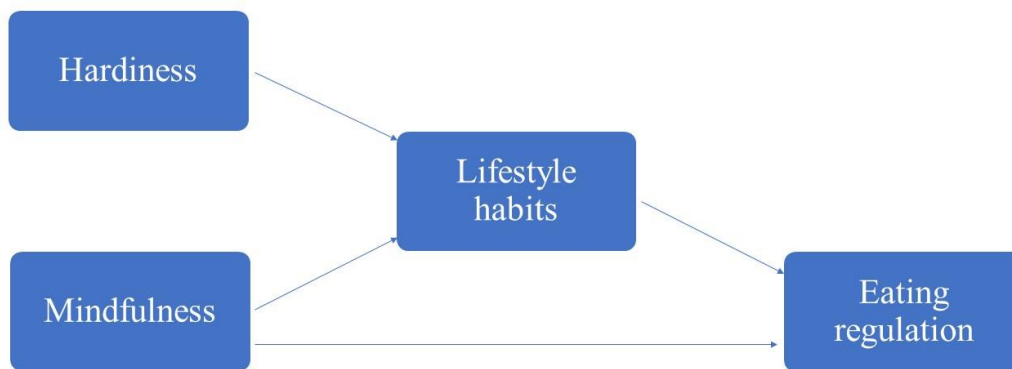 Hardiness
Lifestyle
habits
Mindfulness
Eating
regulation